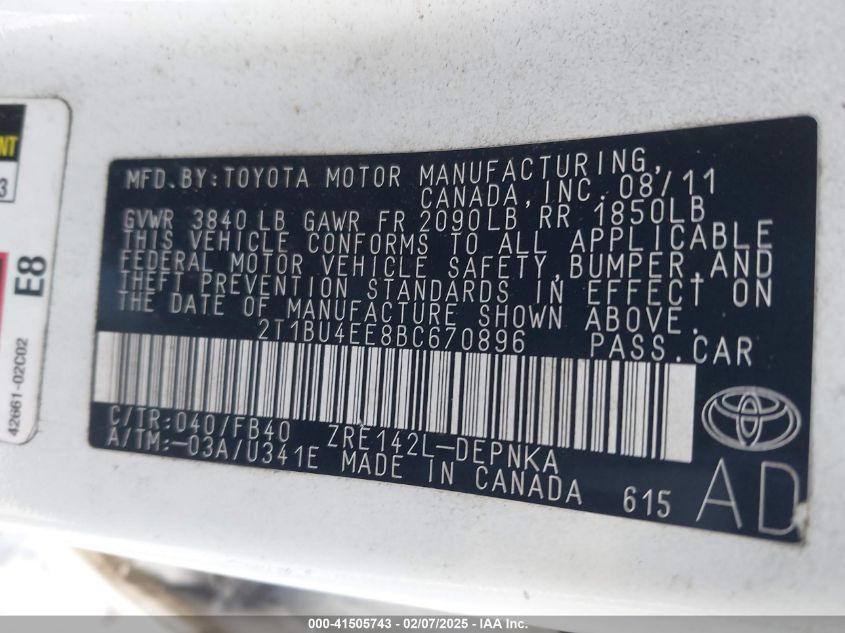 NT
3
E8
42661-02C02
MFD.BY:TOYOTA MOTOR MANUFACTURING,
CANADA,INC. 08/11
GVWR 3840 LB GAWR FR 2090LB RR 1850LB
THIS VEHICLE CONFORMS TO ALL APPLICABLE
FEDERAL MOTOR VEHICLE SAFETY,BUMPER,AND
THEFT PREVENTION STANDARDS IN EFFECT ON
THE DATE OF MANUFACTURE SHOWN ABOVE.
2T1BU4EE8BC670896 PASS.CAR
C/TR:040/FB40 ZRE142L-DEPNKA
A/TM:-03A/U341E MADE IN CANADA 615
AD
000-41505743 - 02/07/2025 - IAA Inc.